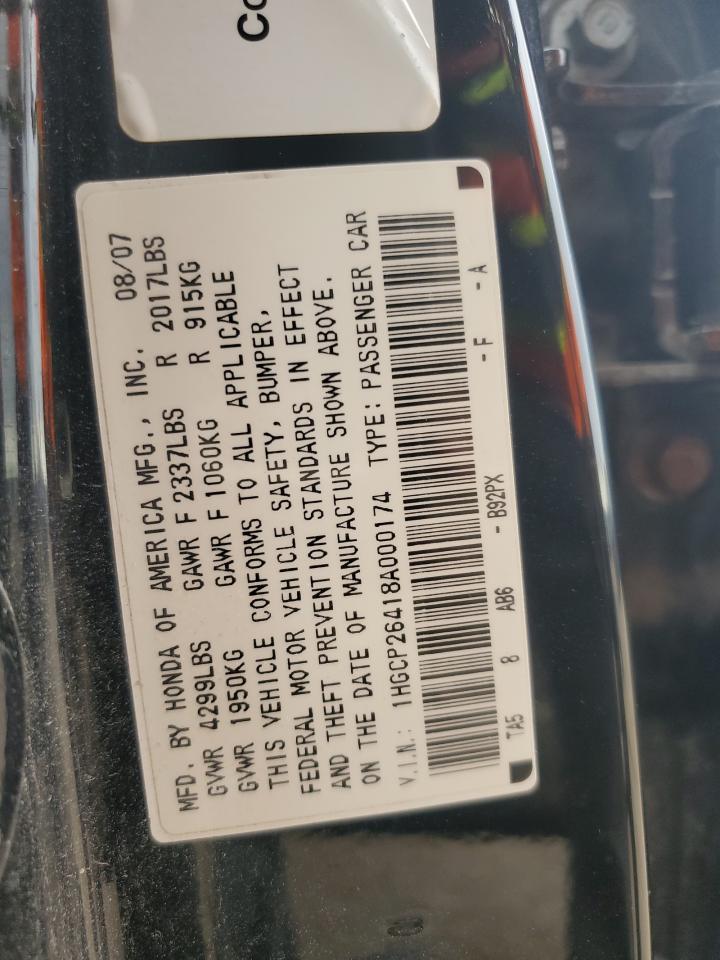 Co
MFD. BY HONDA OF AMERICA MFG., INC. 08/07
GVWR 4299LBS GAWR F 2337LBS R 2017LBS
GVWR 1950KG GAWR F 1060KG R 915KG
THIS VEHICLE CONFORMS TO ALL APPLICABLE
FEDERAL MOTOR VEHICLE SAFETY, BUMPER,
AND THEFT PREVENTION STANDARDS IN EFFECT
ON THE DATE OF MANUFACTURE SHOWN ABOVE.
V.I.N.: 1HGCP26418A000174 TYPE: PASSENGER CAR
TA5 8 AB6 - B92PX - F - A